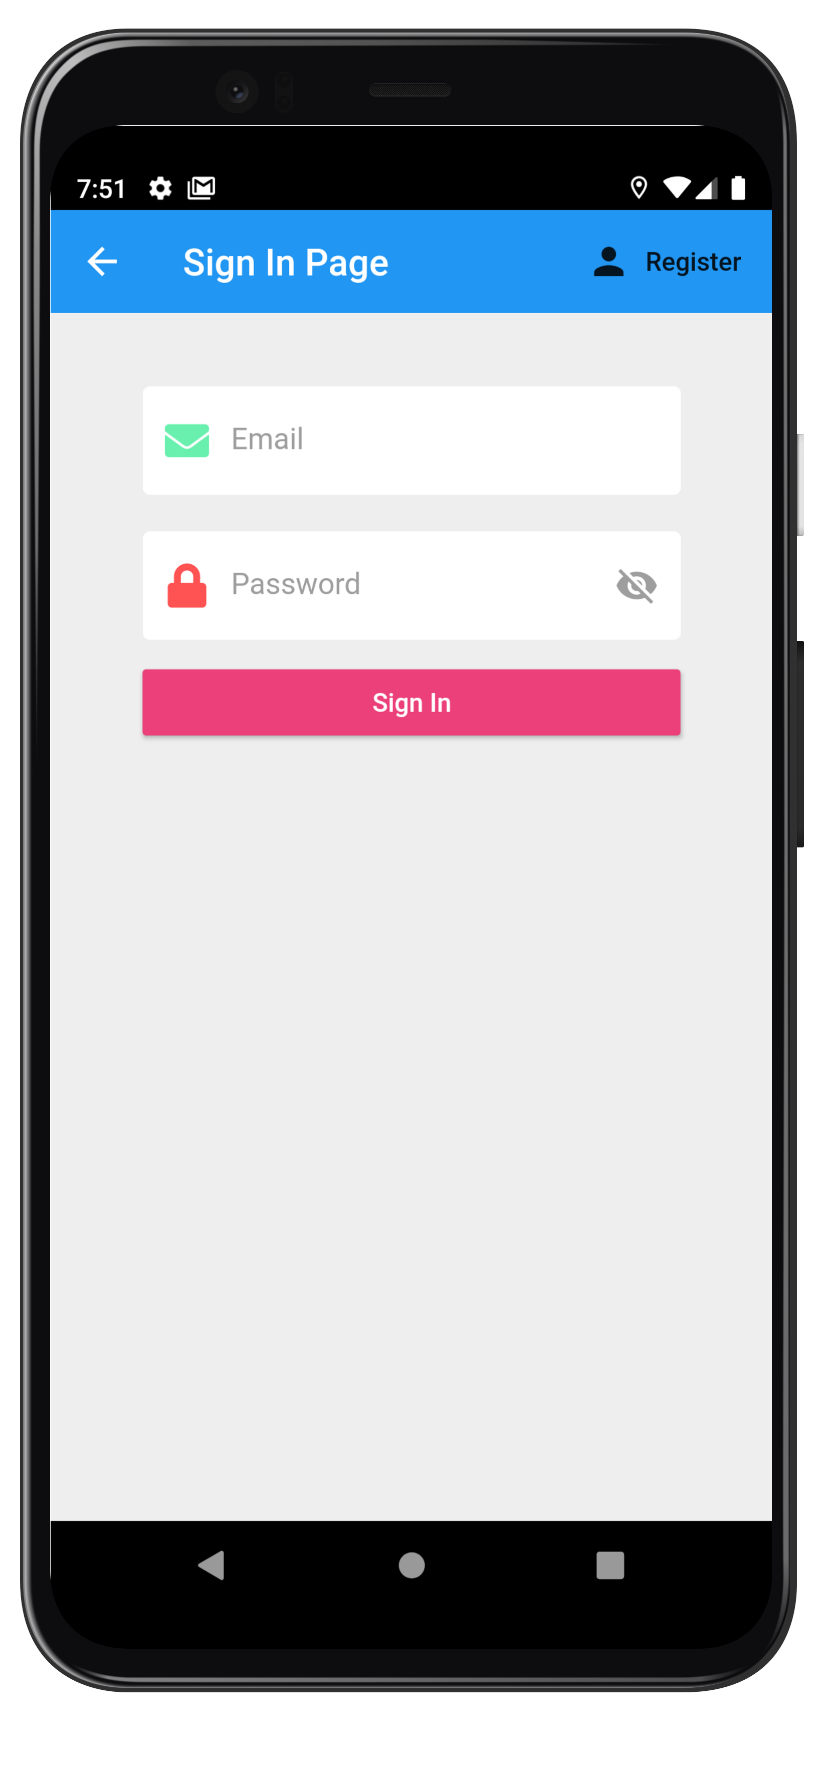 7:51
Sign In Page
Register
Email
Password
Sign In